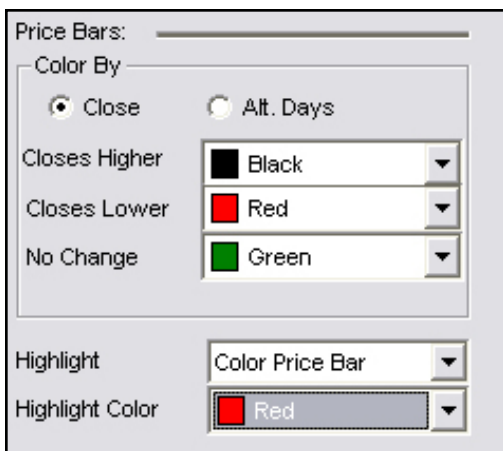 Price Bars:
Color By
Close Alt. Days
Closes Higher Black
Closes Lower Red
No Change Green
Highlight Color Price Bar
Highlight Color Red